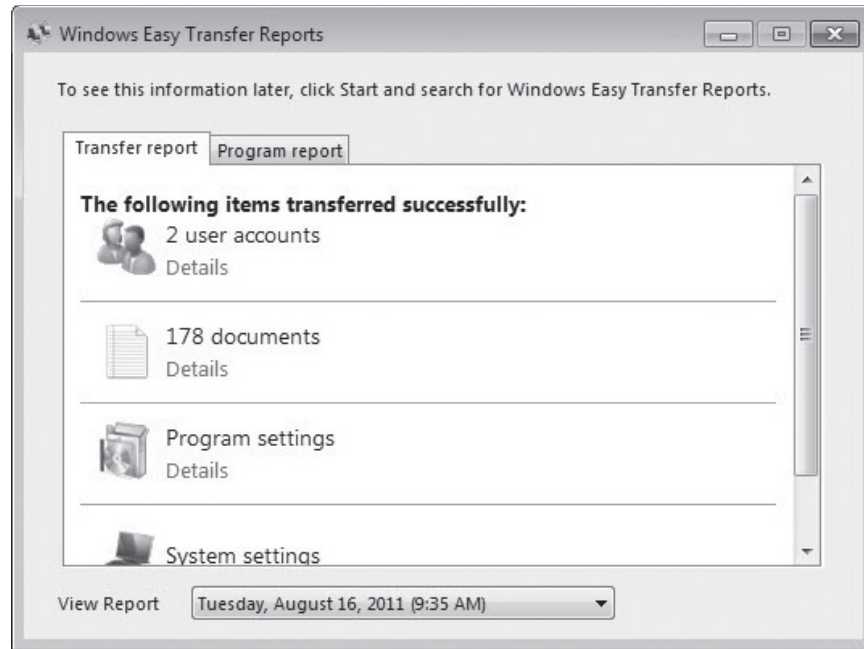 Windows Easy Transfer Reports
To see this information later, click Start and search for Windows Easy Transfer Reports.
Transfer report
Program report
The following items transferred successfully:
2 user accounts
Details
178 documents
Details
Program settings
Details
System settings
View Report
Tuesday, August 16, 2011 (9:35 AM)